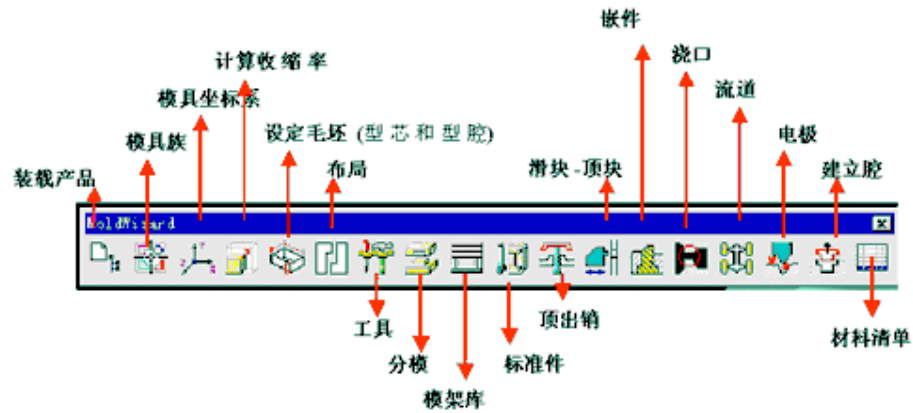 嵌件
计算收缩率
浇口
模具坐标系
流道
模具族
设定毛坯 (型芯和型腔)
电极
装载产品
布局
滑块-顶块
建立腔
MoldWizard
工具
顶出销
分模
标准件
材料清单
模架库